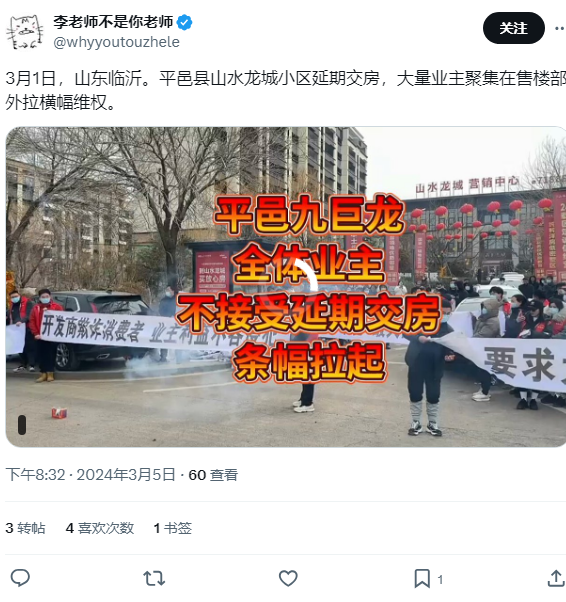 李老师不是你老师
关注
@whyyoutouzhele
3月1日，山东临沂。平邑县山水龙城小区延期交房，大量业主聚集在售楼部
外拉横幅维权。
山水龙城 营销中心
平邑九巨龙
全体业主
不接受延期交房
条幅拉起
开发商欺诈消费者 业主利益不容
要求
下午8:32 · 2024年3月5日 · 60 查看
3 转帖 4 喜欢次数 1 书签
1